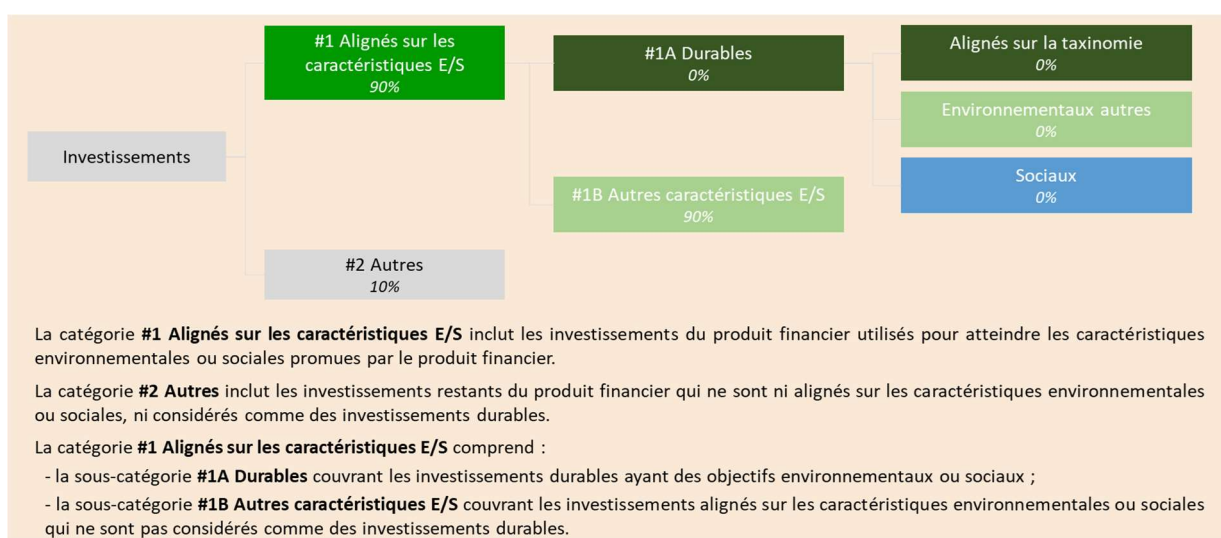 #1 Alignés sur les
caractéristiques E/S
90%
#1A Durables
0%
Alignés sur la taxinomie
0%
Environnementaux autres
0%
Investissements
Sociaux
0%
#1B Autres caractéristiques E/S
90%
#2 Autres
10%
La catégorie #1 Alignés sur les caractéristiques E/S inclut les investissements du produit financier utilisés pour atteindre les caractéristiques
environnementales ou sociales promues par le produit financier.
La catégorie #2 Autres inclut les investissements restants du produit financier qui ne sont ni alignés sur les caractéristiques environnementales
ou sociales, ni considérés comme des investissements durables.
La catégorie #1 Alignés sur les caractéristiques E/S comprend :
- la sous-catégorie #1A Durables couvrant les investissements durables ayant des objectifs environnementaux ou sociaux ;
- la sous-catégorie #1B Autres caractéristiques E/S couvrant les investissements alignés sur les caractéristiques environnementales ou sociales
qui ne sont pas considérés comme des investissements durables.